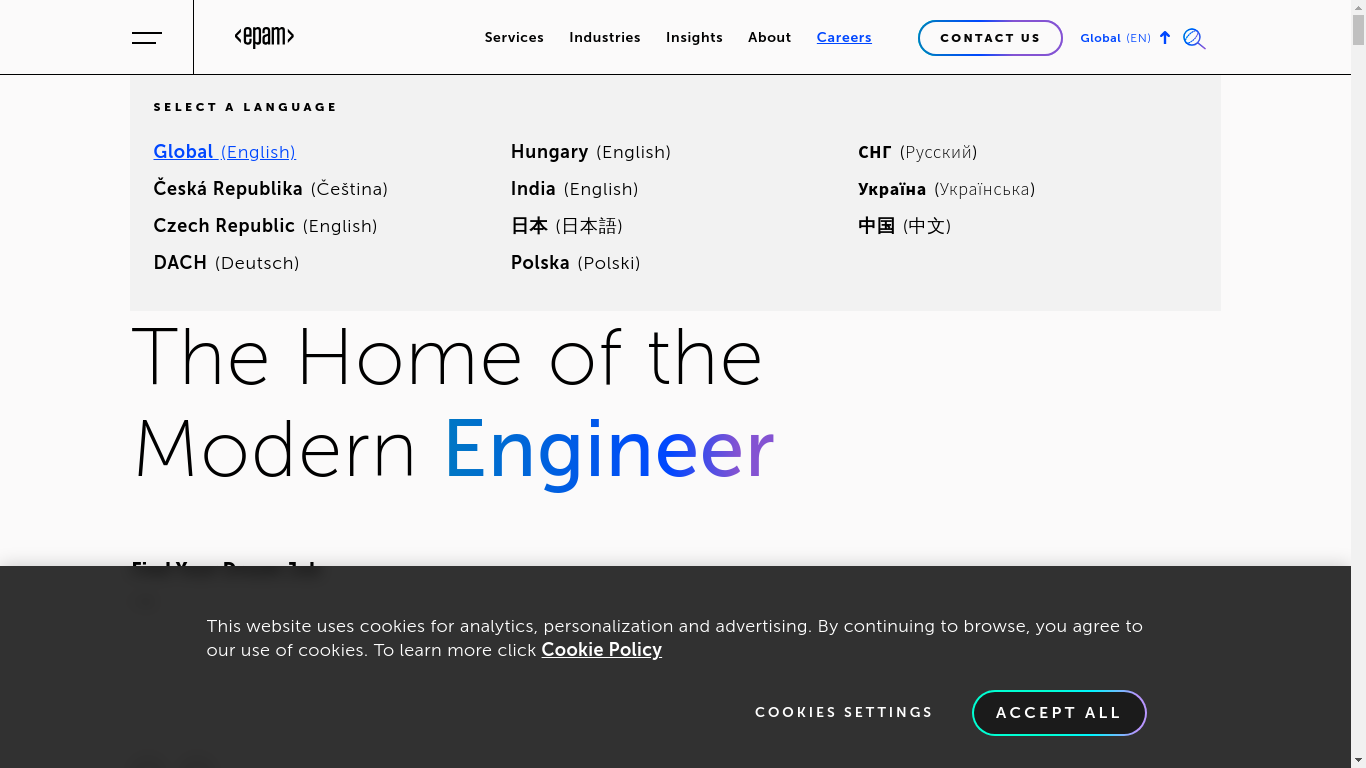 <epam>
Services Industries Insights About Careers CONTACT US Global (EN)
SELECT A LANGUAGE
Global (English) Hungary (English) СНГ (Русский)
Česká Republika (Čeština) India (English) Україна (Українська)
Czech Republic (English) 日本 (日本語) 中国 (中文)
DACH (Deutsch) Polska (Polski)
The Home of the
Modern Engineer
This website uses cookies for analytics, personalization and advertising. By continuing to browse, you agree to
our use of cookies. To learn more click Cookie Policy
COOKIES SETTINGS ACCEPT ALL